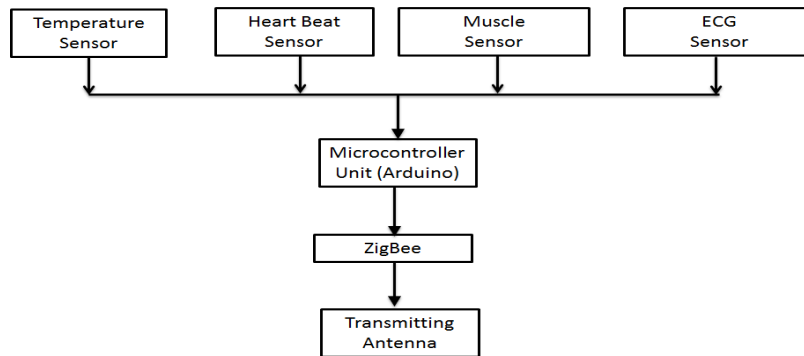 Temperature
Sensor
Heart Beat
Sensor
Muscle
Sensor
ECG
Sensor
Microcontroller
Unit (Arduino)
ZigBee
Transmitting
Antenna